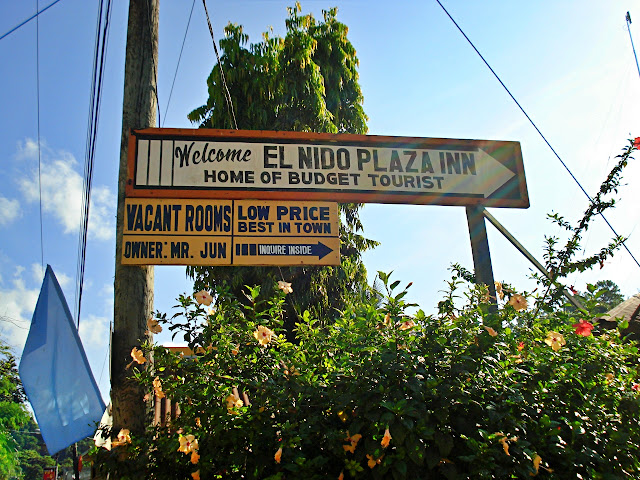 Welcome EL NIDO PLAZA INN
HOME OF BUDGET TOURIST
VACANT ROOMS
OWNER: MR. JUN
LOW PRICE
BEST IN TOWN
INQUIRE INSIDE